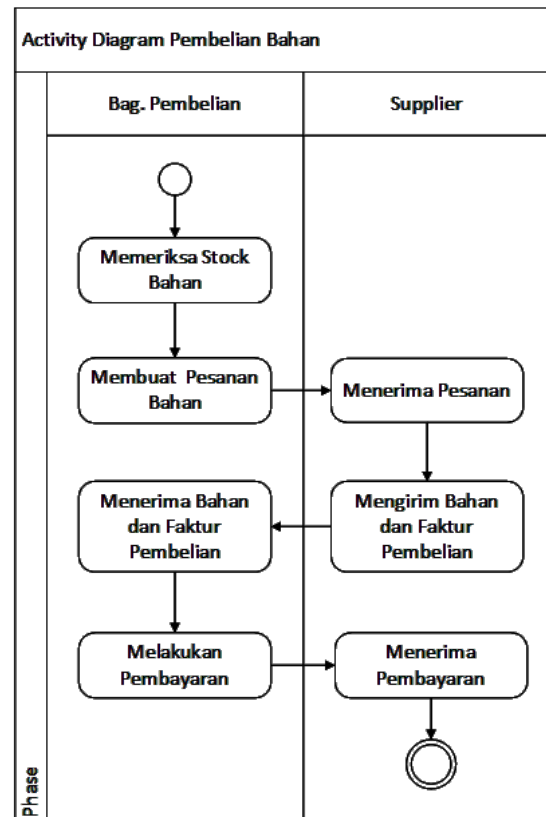 Activity Diagram Pembelian Bahan
Bag. Pembelian
Supplier
Memeriksa Stock
Bahan
Membuat Pesanan
Bahan
Menerima Pesanan
Mengirim Bahan
dan Faktur
Pembelian
Menerima Bahan
dan Faktur
Pembelian
Melakukan
Pembayaran
Menerima
Pembayaran
Phase